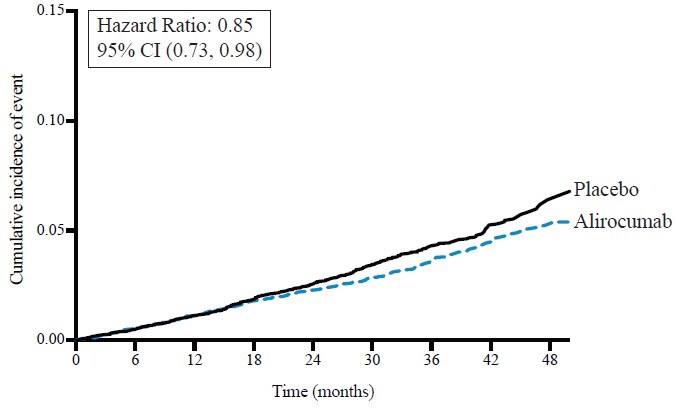 0.15
Hazard Ratio: 0.85
95% CI (0.73, 0.98)
0.10
Cumulative incidence of event
Placebo
0.05
Alirocumab
0.00
0 6 12 18 24 30 36 42 48
Time (months)